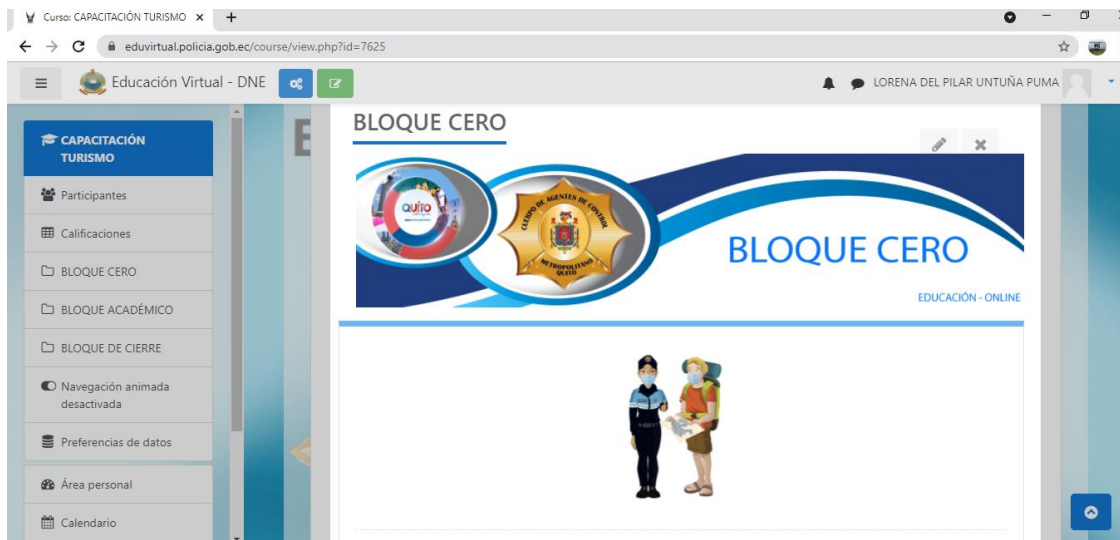 Curso: CAPACITACIÓN TURISMO
eduvirtual.policia.gob.ec/course/view.php?id=7625
Educación Virtual - DNE
LORENA DEL PILAR UNTUÑA PUMA
CAPACITACIÓN
TURISMO
Participantes
Calificaciones
BLOQUE CERO
BLOQUE ACADÉMICO
BLOQUE DE CIERRE
Navegación animada
desactivada
Preferencias de datos
Área personal
Calendario
E
BLOQUE CERO
QUITO
CUERPO DE AGENTES DE CONTROL
METROPOLITANO
QUITO
BLOQUE CERO
EDUCACIÓN - ONLINE